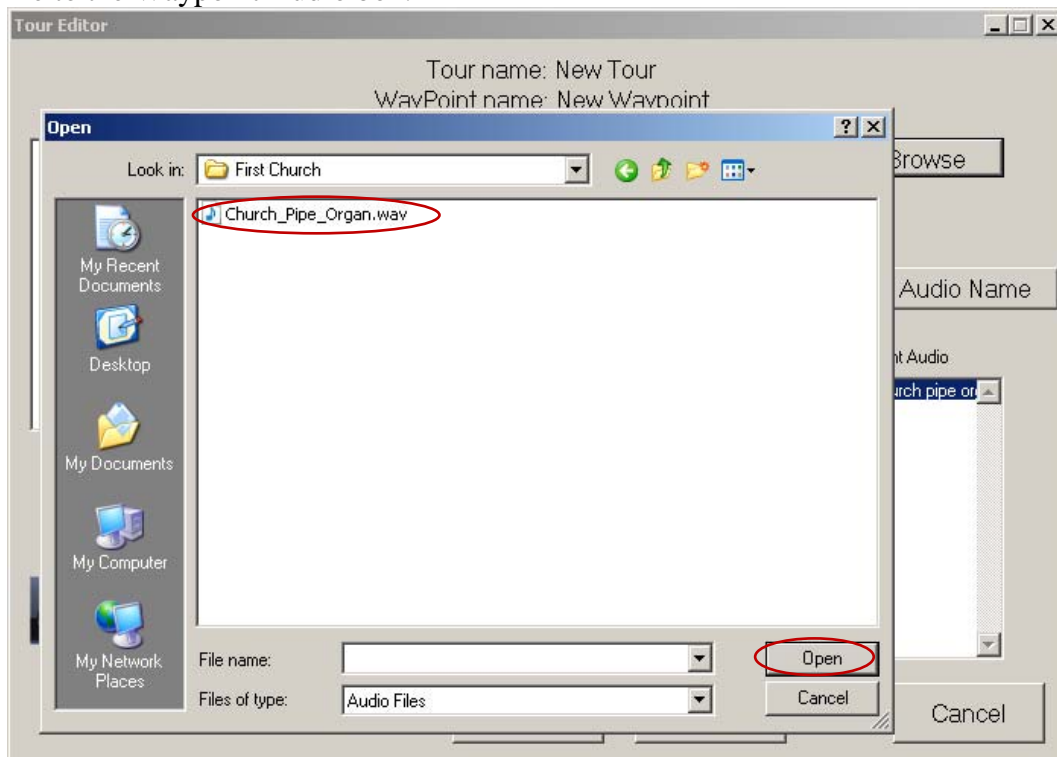 Tour Editor
Tour name: New Tour
WayPoint name: New Waypoint
Open
Look in: First Church
Browse
Church_Pipe_Organ.wav
My Recent
Documents
Audio Name
Desktop
Audio
pipe
My Documents
My Computer
My Network
Places
File name:
Open
Files of type: Audio Files
Cancel
Cancel